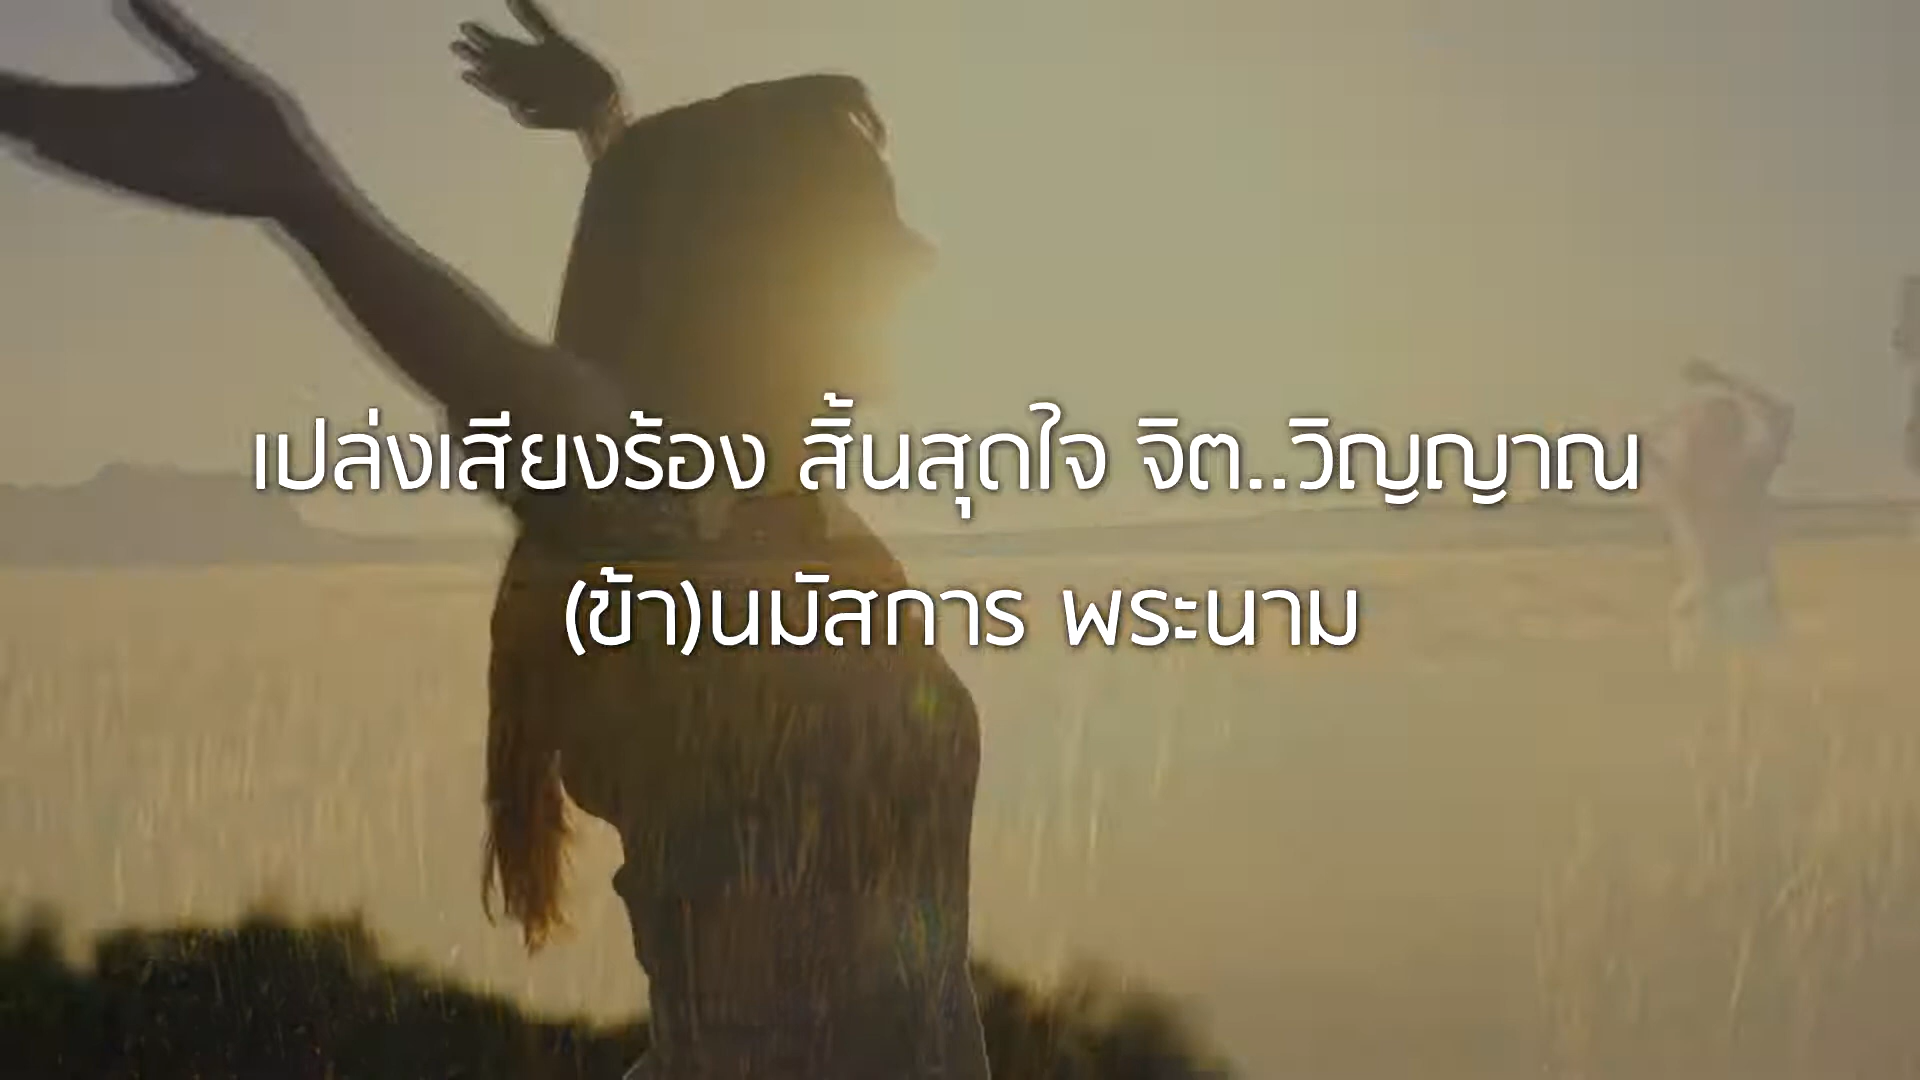 เปล่งเสียงร้อง สิ้นสุดใจ จิต..วิญญาณ
(ข้า)นมัสการ พระนาม